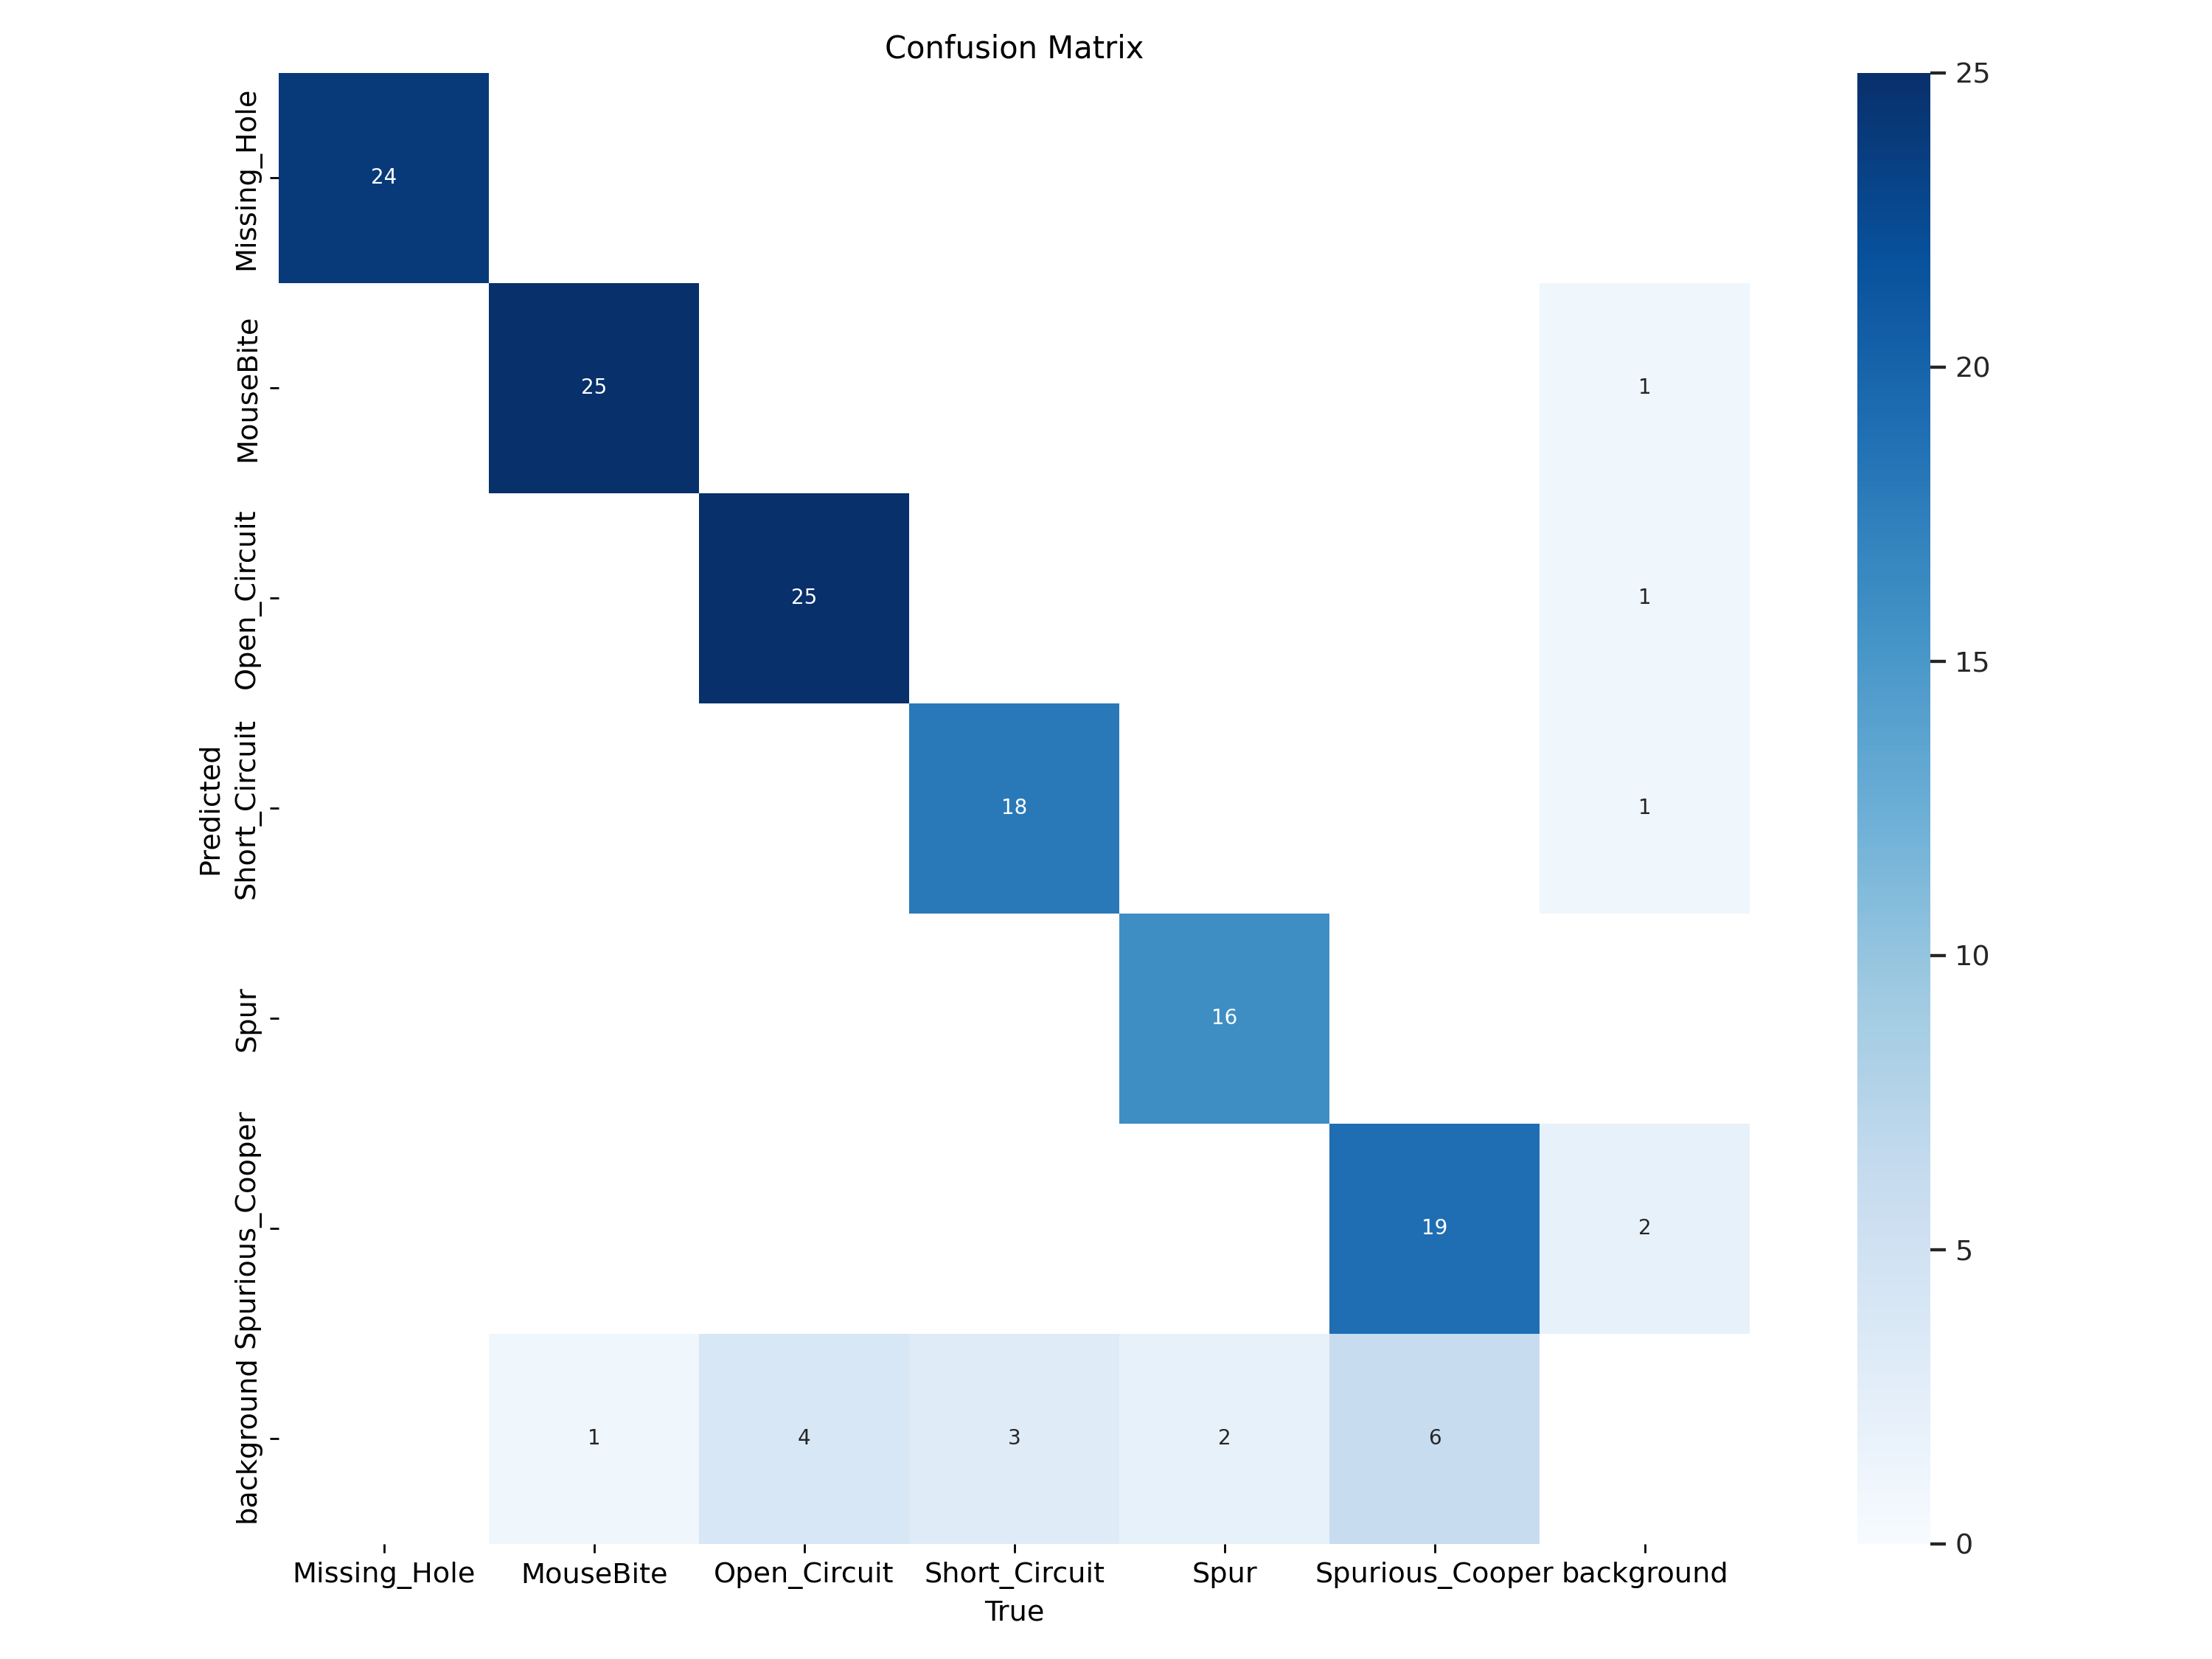 Confusion Matrix
Missing_Hole
MouseBite
Open_Circuit
Short_Circuit
Spur
Spurious_Cooper
background
Predicted
24
25 1
25 1
18 1
16
19 2
1 4 3 2 6
Missing_Hole MouseBite Open_Circuit Short_Circuit Spur Spurious_Cooper background
True
25
20
15
10
5
0